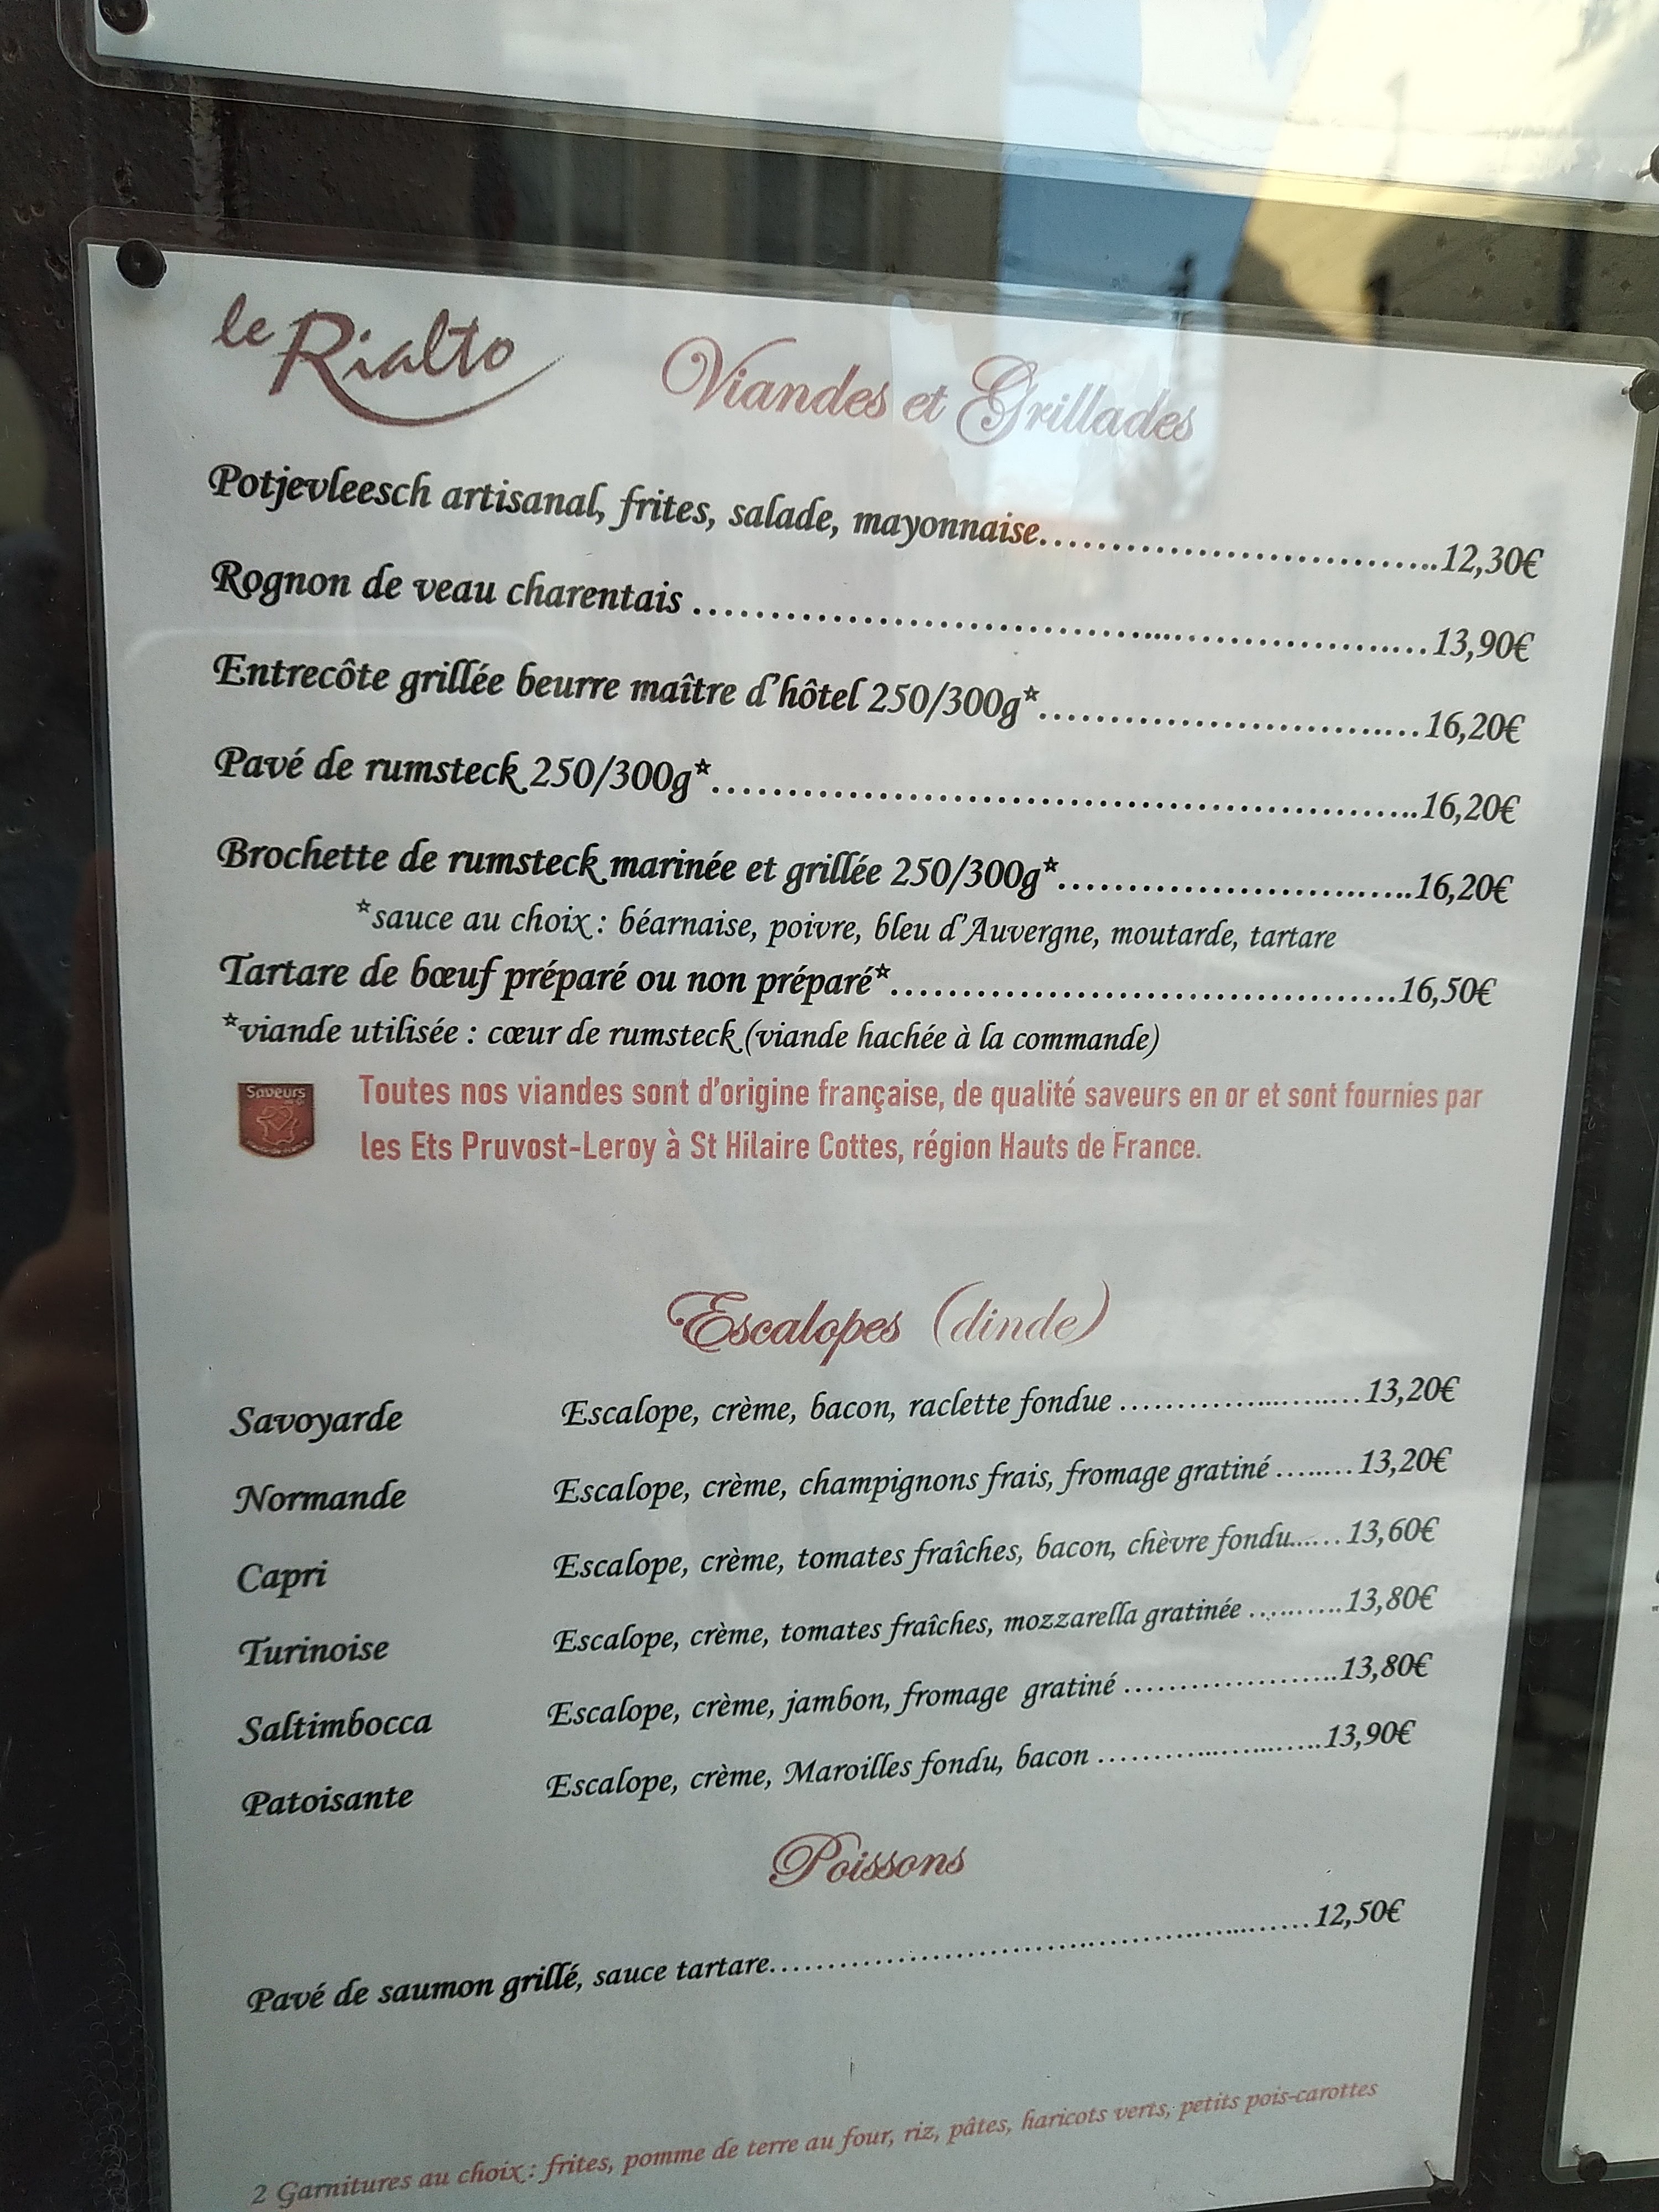 le Rialto
Viandes et Grillades
Potjevleesch artisanal, frites, salade, mayonnaise.....................................12,30€
Rognon de veau charentais .....................................................13,90€
Entrecôte grillée beurre maître d'hôtel 250/300g*...............................16,20€
Pavé de rumsteck 250/300g*.....................................................16,20€
Brochette de rumsteck marinée et grillée 250/300g*.............................16,20€
*sauce au choix : béarnaise, poivre, bleu d'Auvergne, moutarde, tartare
Tartare de bœuf préparé ou non préparé*........................................16,50€
*viande utilisée : cœur de rumsteck (viande hachée à la commande)
Saveurs
Toutes nos viandes sont d'origine française, de qualité saveurs en or et sont fournies par
les Ets Pruvost-Leroy à St Hilaire Cottes, région Hauts de France.
Escalopes (dinde)
Savoyarde Escalope, crème, bacon, raclette fondue ........................13,20€
Normande Escalope, crème, champignons frais, fromage gratiné .........13,20€
Capri Escalope, crème, tomates fraîches, bacon, chèvre fondu.......13,60€
Turinoise Escalope, crème, tomates fraîches, mozzarella gratinée ...........13,80€
Saltimbocca Escalope, crème, jambon, fromage gratiné .....................13,80€
Patoisante Escalope, crème, Maroilles fondu, bacon .......................13,90€
Poissons
Pavé de saumon grillé, sauce tartare.....................................................12,50€
2 Garnitures au choix : frites, pomme de terre au four, riz, pâtes, haricots verts, petits pois-carottes